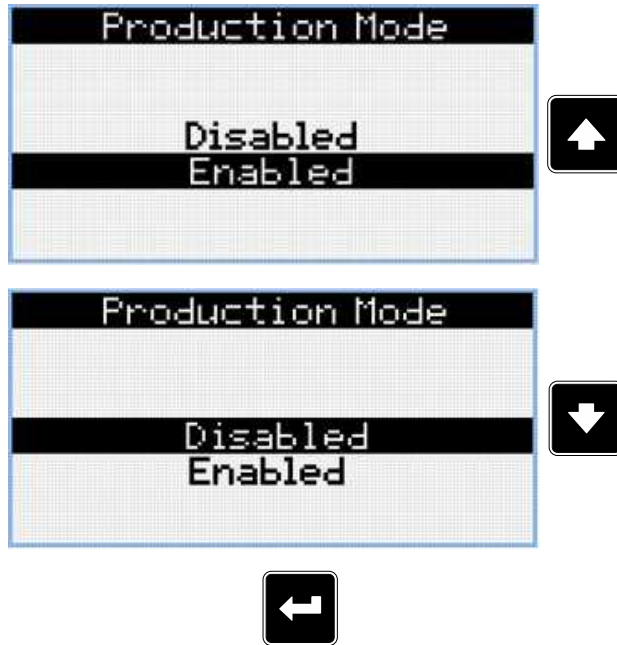 Production Mode
Disabled
Enabled
Production Mode
Disabled
Enabled